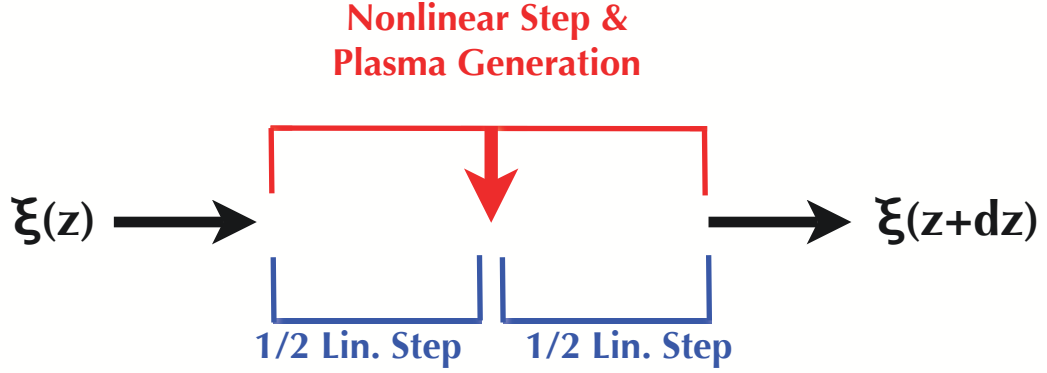 Nonlinear Step &
Plasma Generation
ξ(z)
ξ(z+dz)
1/2 Lin. Step
1/2 Lin. Step